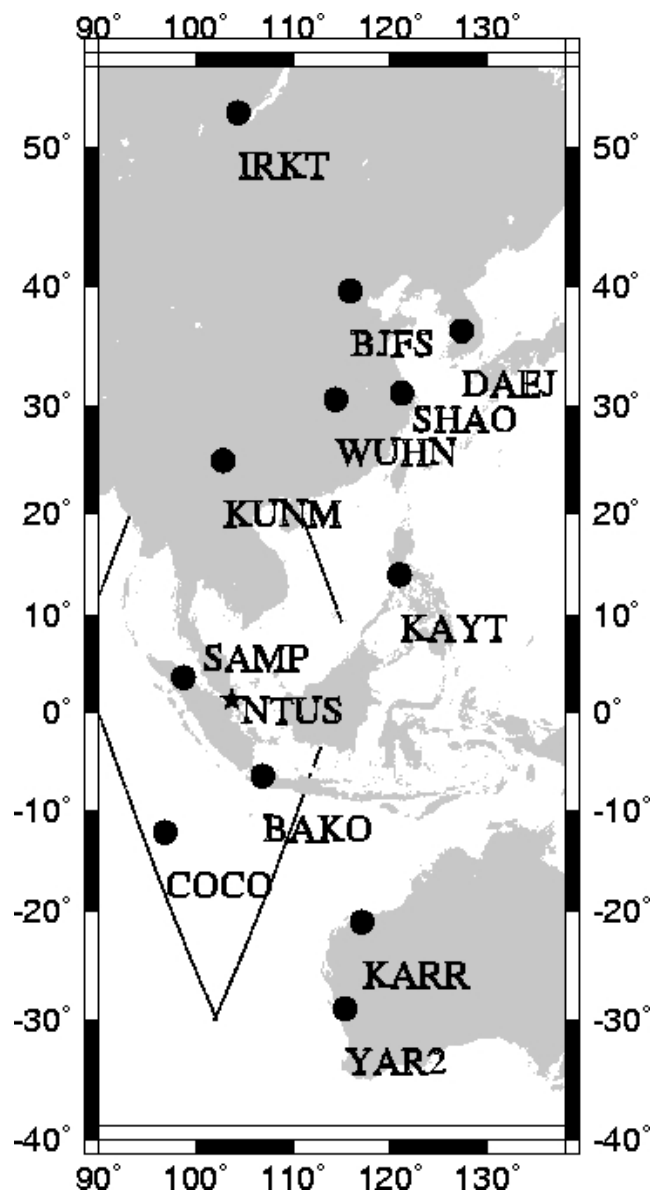 90° 100° 110° 120° 130°
IRKT
50° 50°
40° 40°
BJFS
DAEJ
30° SHAO 30°
WUHN
20° KUNM 20°
10° KAYT 10°
SAMP
0° NTUS 0°
-10° BAKO -10°
COCO
-20° -20°
KARR
-30° -30°
YAR2
-40° -40°
90° 100° 110° 120° 130°